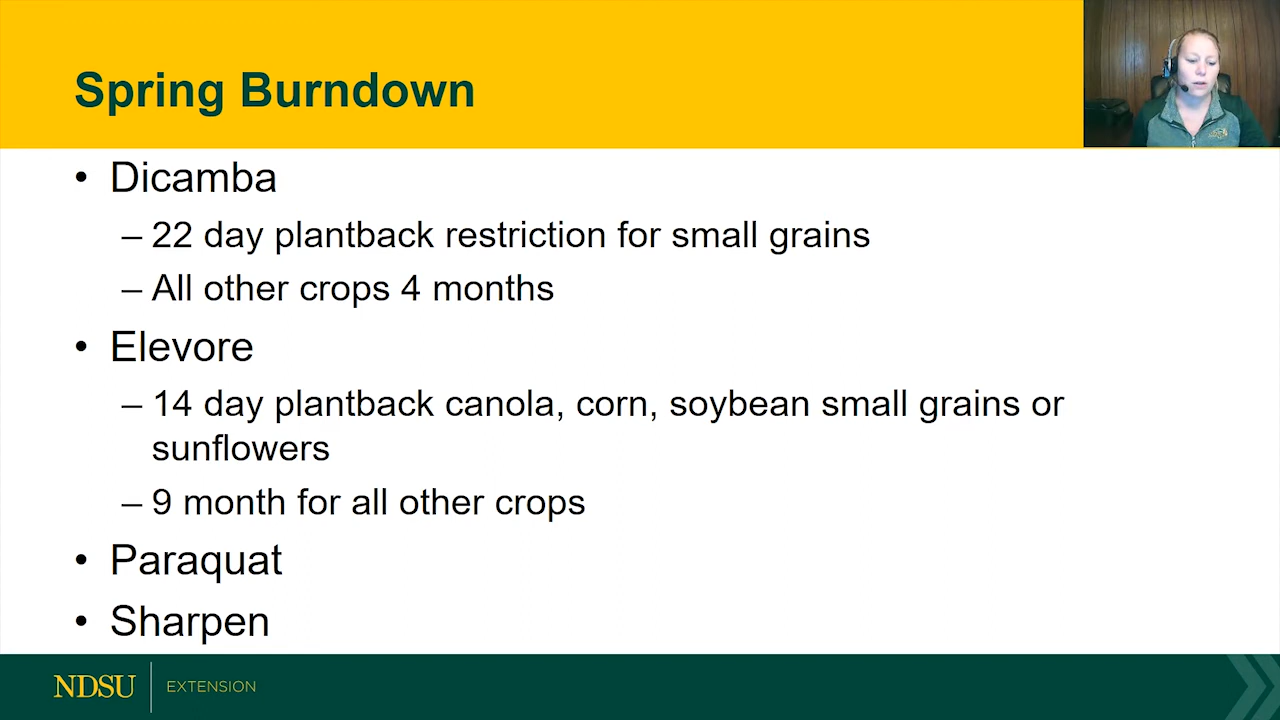 Spring Burndown
• Dicamba
– 22 day plantback restriction for small grains
– All other crops 4 months
• Elevore
– 14 day plantback canola, corn, soybean small grains or
sunflowers
– 9 month for all other crops
• Paraquat
• Sharpen
NDSU EXTENSION